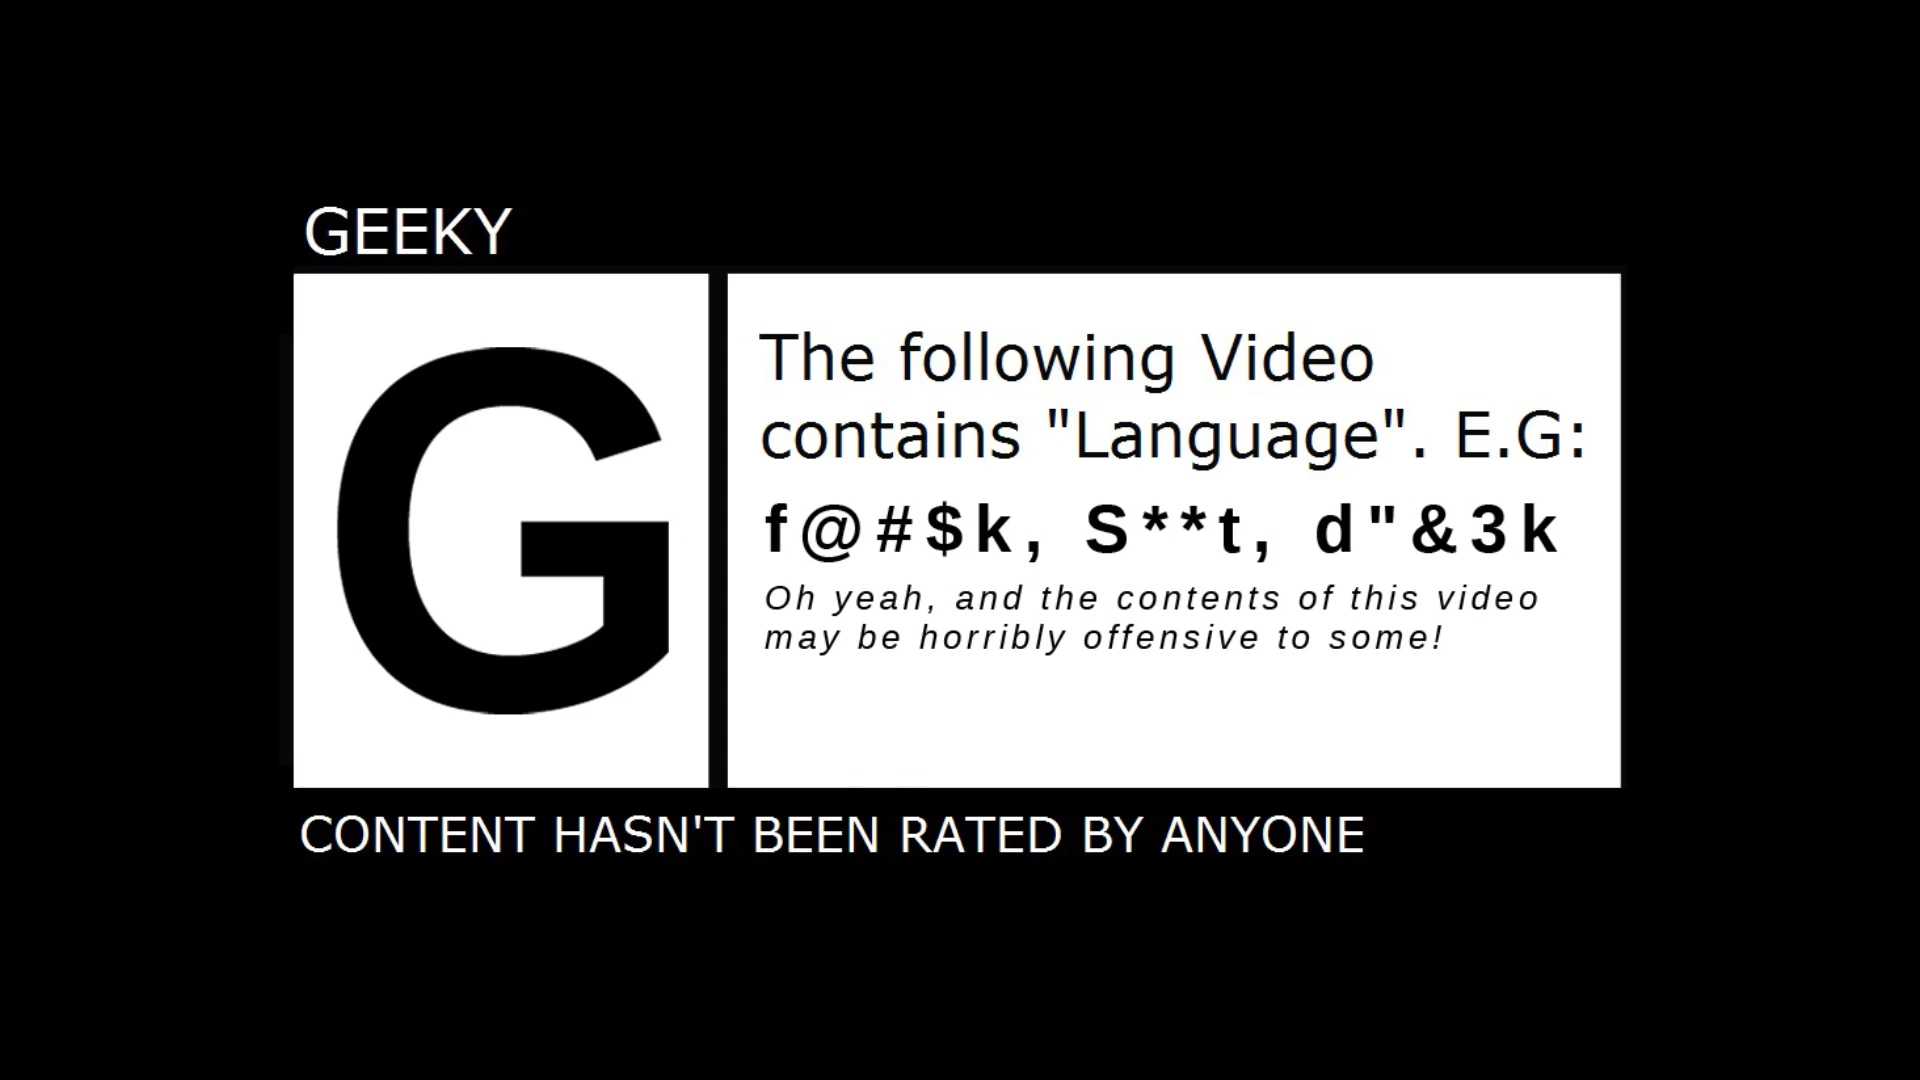 GEEKY
G
The following Video
contains "Language". E.G:
f@#$k, S**t, d"&3k
Oh yeah, and the contents of this video
may be horribly offensive to some!
CONTENT HASN'T BEEN RATED BY ANYONE